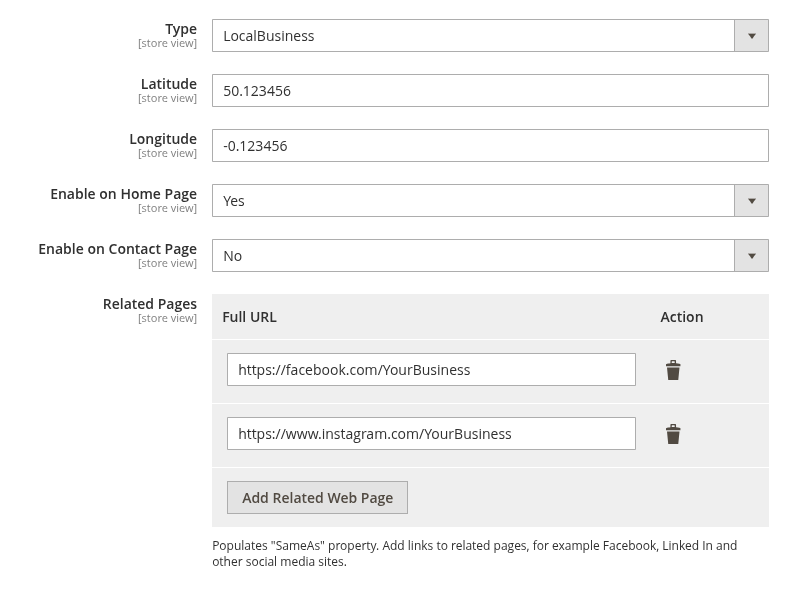 Type
[store view]
LocalBusiness
Latitude
[store view]
50.123456
Longitude
[store view]
-0.123456
Enable on Home Page
[store view]
Yes
Enable on Contact Page
[store view]
No
Related Pages
[store view]
Full URL Action
https://facebook.com/YourBusiness
https://www.instagram.com/YourBusiness
Add Related Web Page
Populates "SameAs" property. Add links to related pages, for example Facebook, Linked In and
other social media sites.